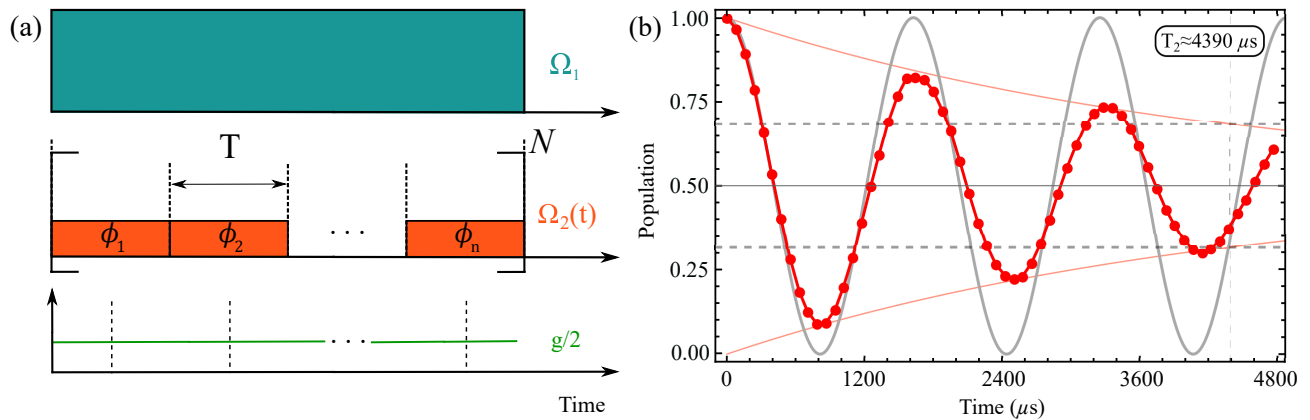 (a)
Ω₁
T
N
ϕ₁
ϕ₂
. . .
ϕₙ
Ω₂(t)
. . .
g/2
Time
(b)
T₂≈4390 μs
Population
1.00
0.75
0.50
0.25
0.00
0
1200
2400
3600
4800
Time (μs)